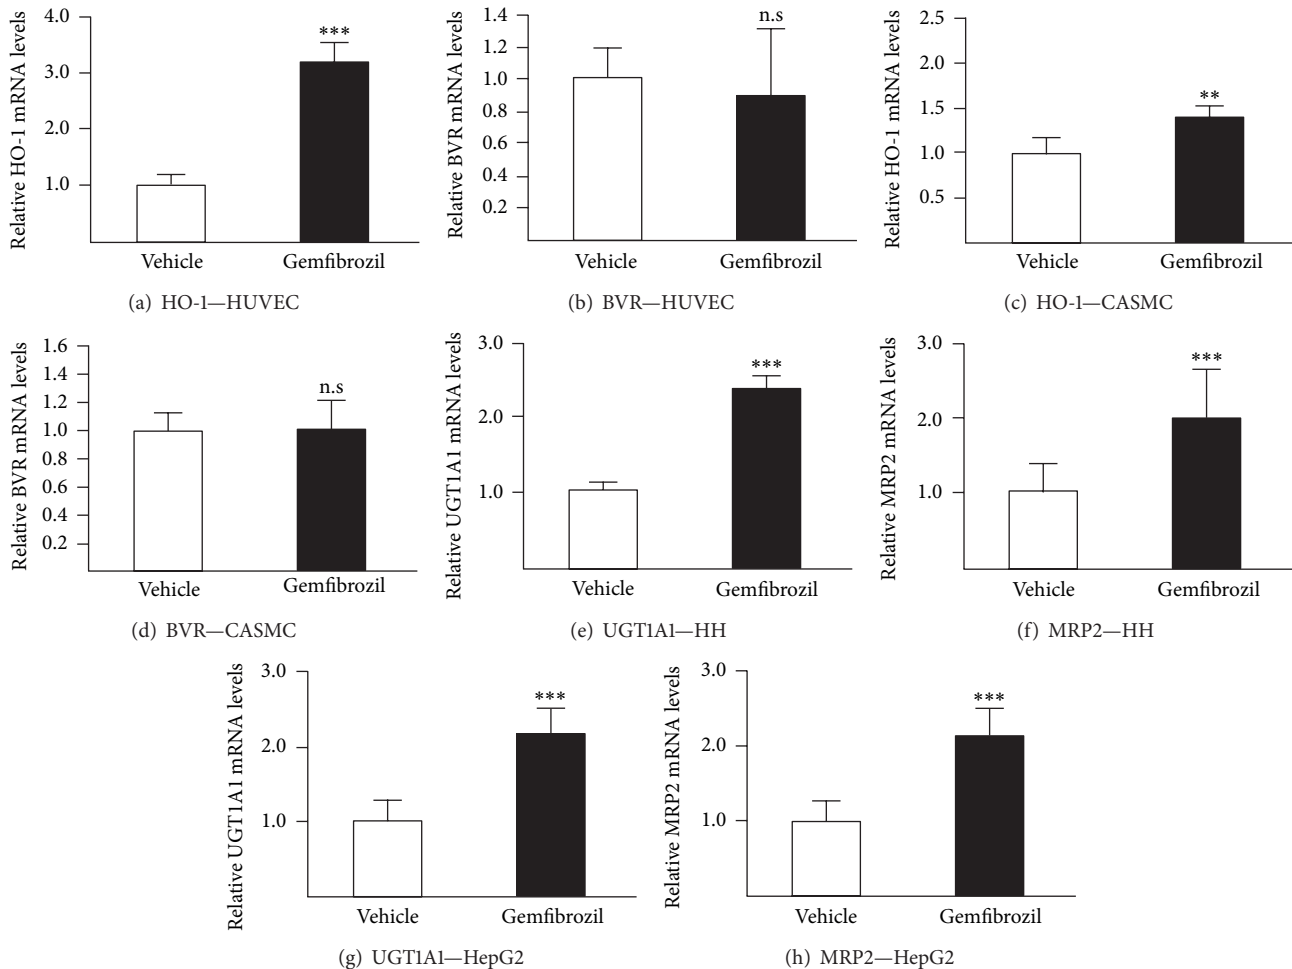 Relative HO-1 mRNA levels
4.0
3.0
2.0
1.0
***
Vehicle Gemfibrozil
(a) HO-1—HUVEC
Relative BVR mRNA levels
1.4
1.2
1.0
0.8
0.6
0.4
0.2
n.s
Vehicle Gemfibrozil
(b) BVR—HUVEC
Relative HO-1 mRNA levels
2.5
2.0
1.5
1.0
0.5
**
Vehicle Gemfibrozil
(c) HO-1—CASMC
Relative BVR mRNA levels
1.6
1.4
1.2
1.0
0.8
0.6
0.4
0.2
n.s
Vehicle Gemfibrozil
(d) BVR—CASMC
Relative UGT1A1 mRNA levels
3.0
2.0
1.0
***
Vehicle Gemfibrozil
(e) UGT1A1—HH
Relative MRP2 mRNA levels
3.0
2.0
1.0
***
Vehicle Gemfibrozil
(f) MRP2—HH
Relative UGT1A1 mRNA levels
3.0
2.0
1.0
***
Vehicle Gemfibrozil
(g) UGT1A1—HepG2
Relative MRP2 mRNA levels
3.0
2.0
1.0
***
Vehicle Gemfibrozil
(h) MRP2—HepG2